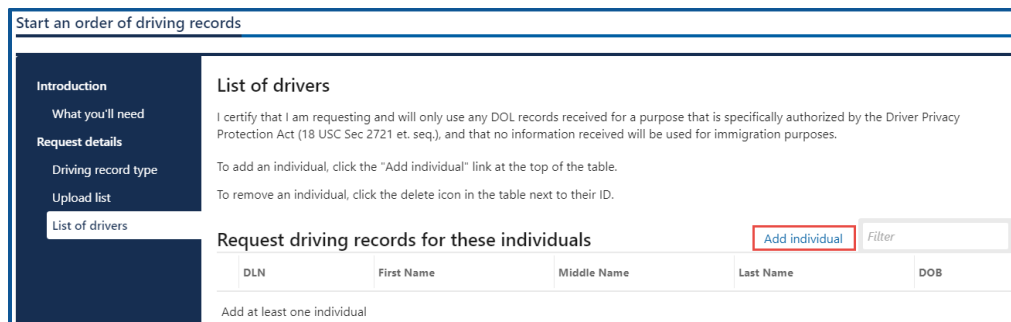 Start an order of driving records
Introduction
What you'll need
Request details
Driving record type
Upload list
List of drivers
List of drivers
I certify that I am requesting and will only use any DOL records received for a purpose that is specifically authorized by the Driver Privacy
Protection Act (18 USC Sec 2721 et. seq.), and that no information received will be used for immigration purposes.
To add an individual, click the "Add individual" link at the top of the table.
To remove an individual, click the delete icon in the table next to their ID.
Request driving records for these individuals Add individual Filter
DLN First Name Middle Name Last Name DOB
Add at least one individual